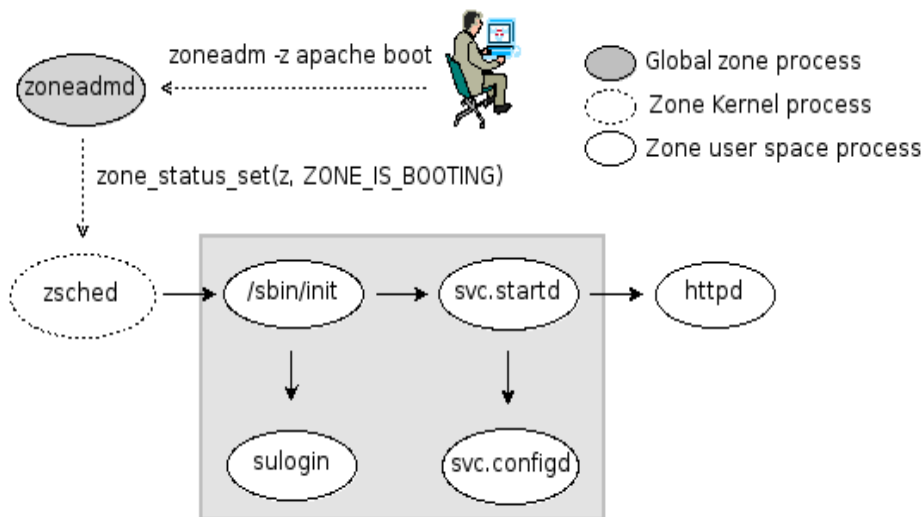 zoneadm -z apache boot
zoneadmd
Global zone process
Zone Kernel process
Zone user space process
zone_status_set(z, ZONE_IS_BOOTING)
zsched
/sbin/init
svc.startd
httpd
sulogin
svc.configd